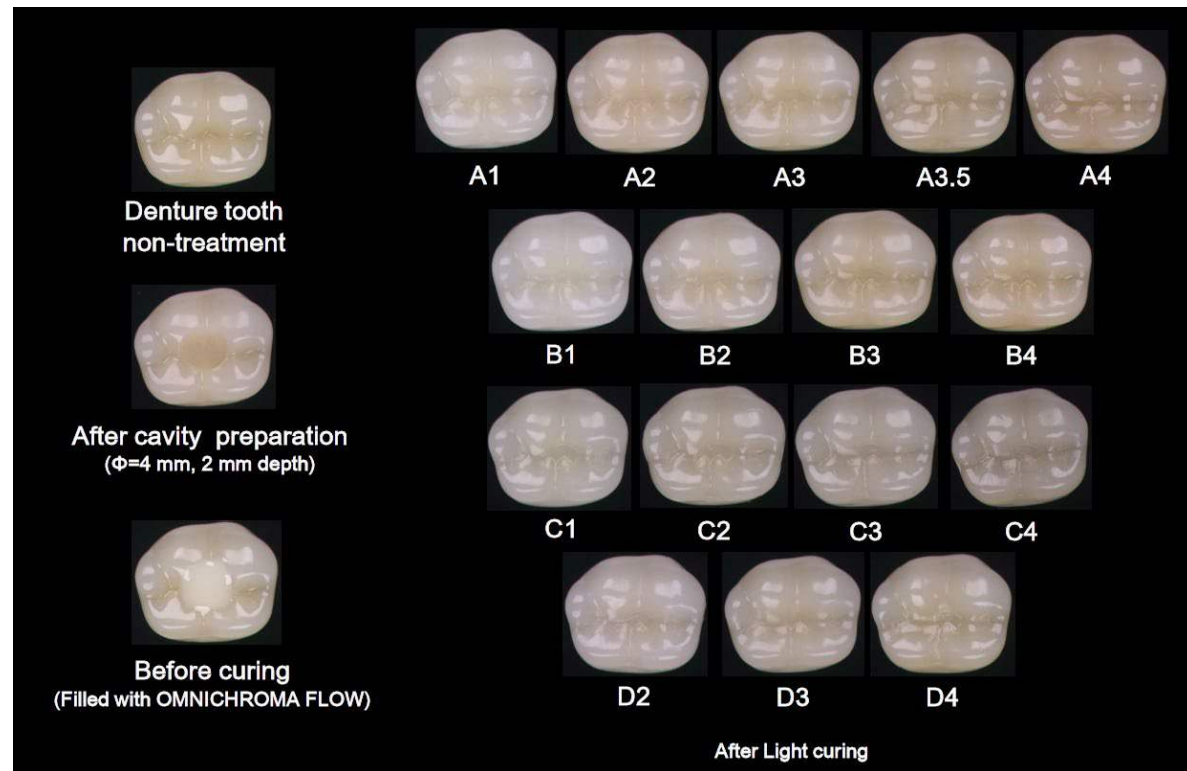 Denture tooth
non-treatment
After cavity preparation
(Φ=4 mm, 2 mm depth)
Before curing
(Filled with OMNICHROMA FLOW)
A1 A2 A3 A3.5 A4
B1 B2 B3 B4
C1 C2 C3 C4
D2 D3 D4
After Light curing